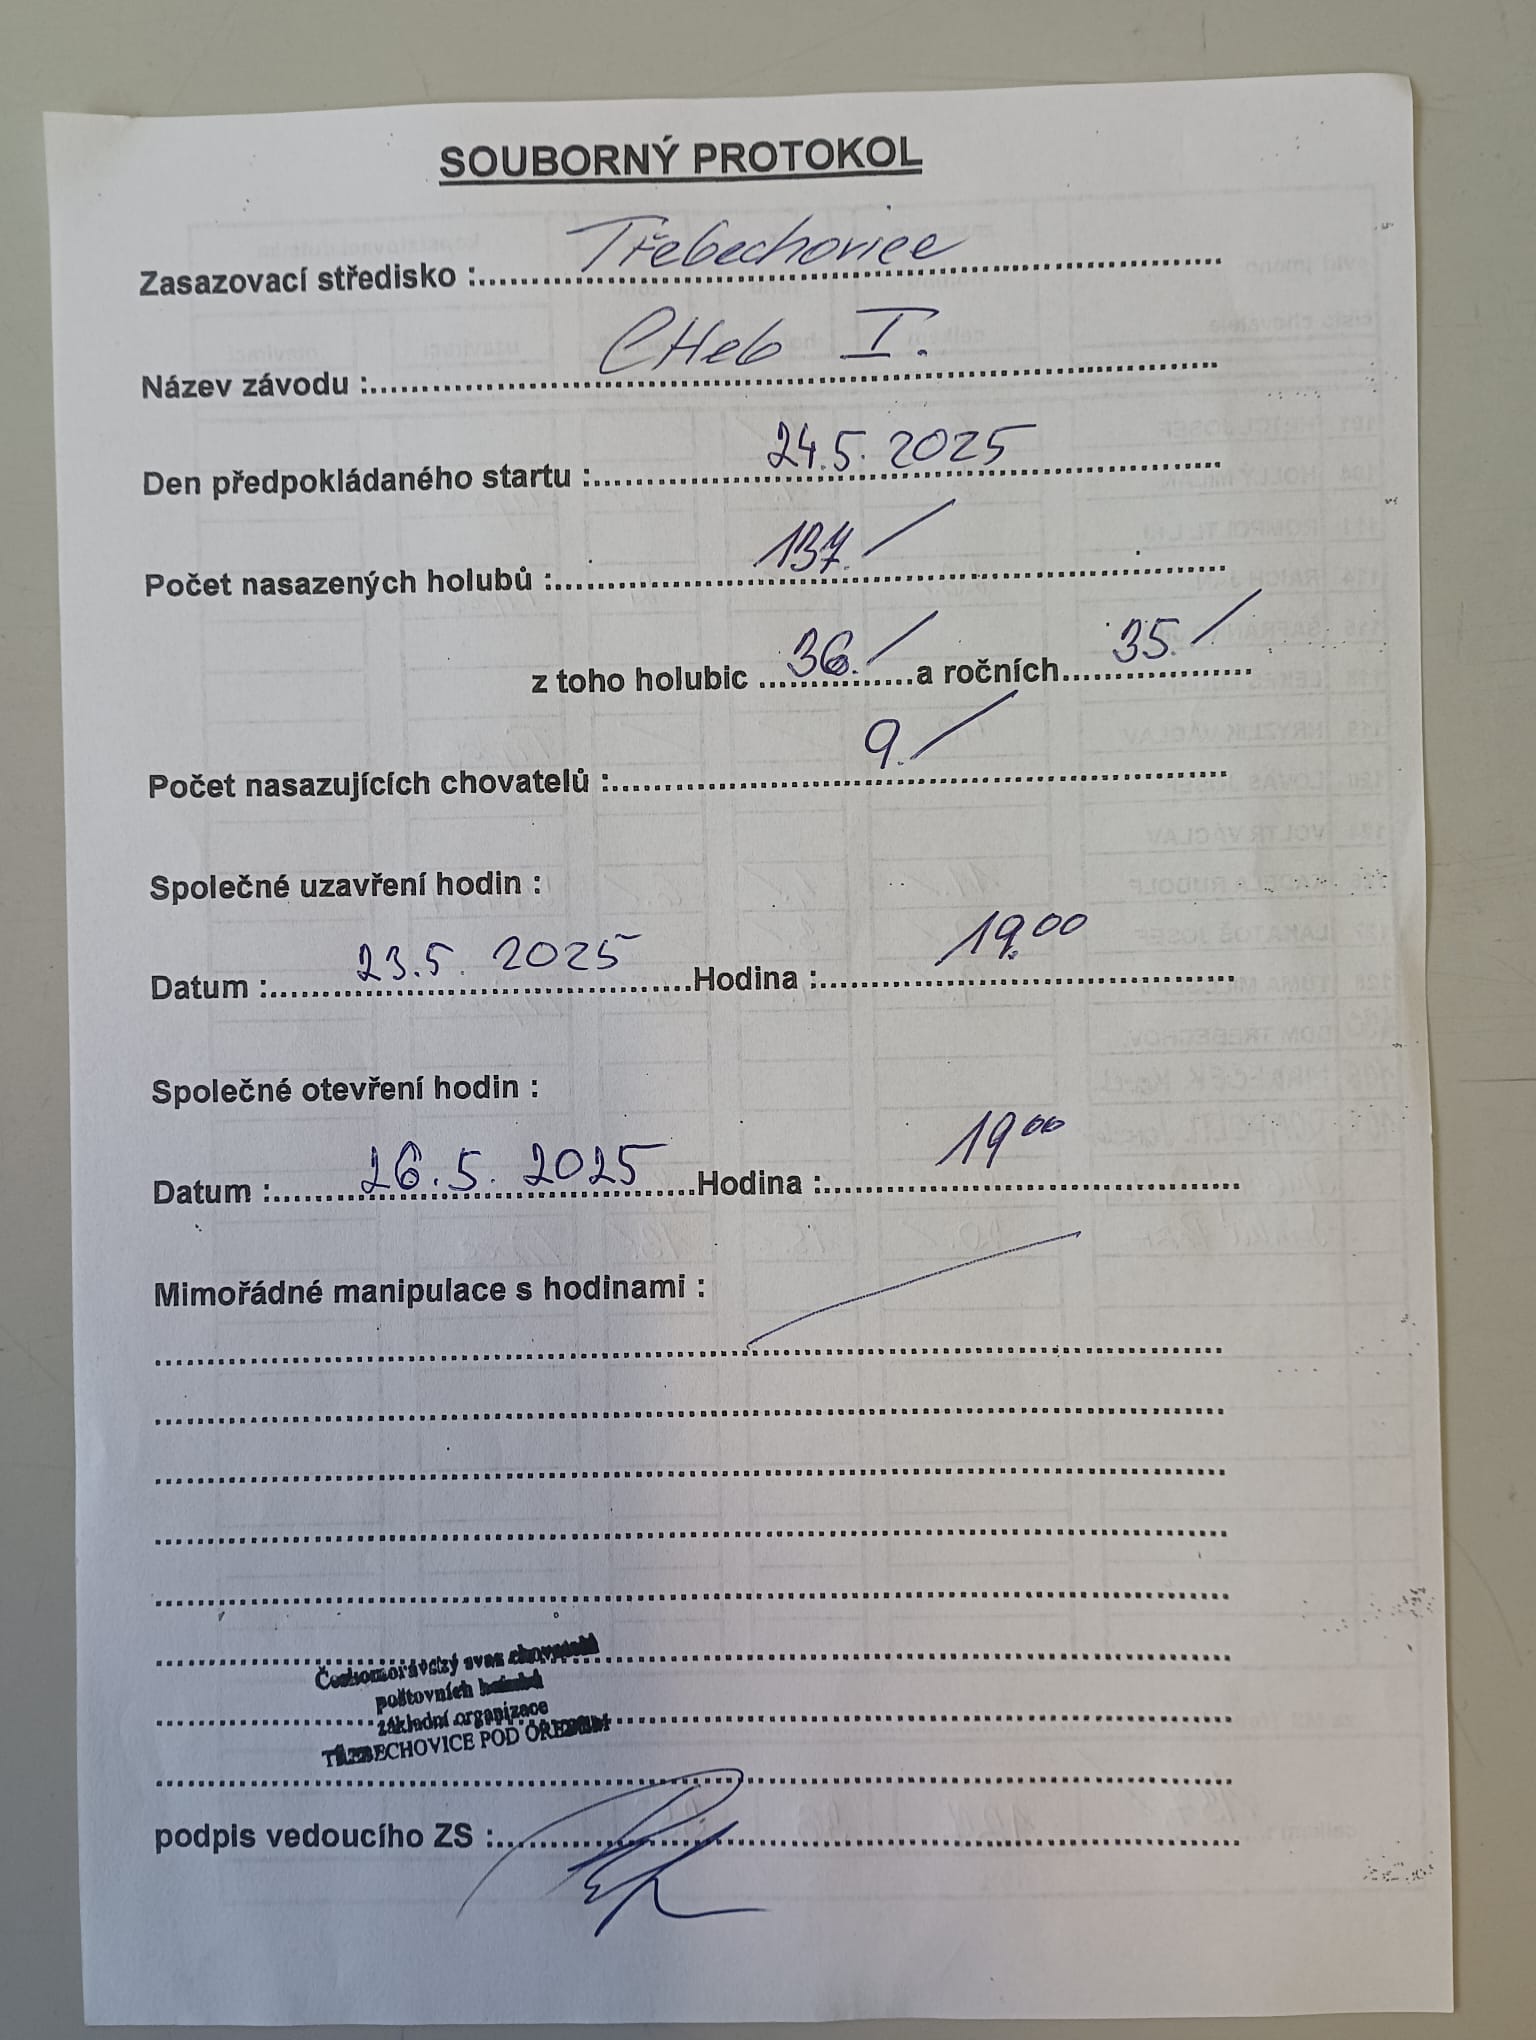 SOUBORNÝ PROTOKOL
Zasazovací středisko : Třebechovice
Název závodu : CHeb I.
Den předpokládaného startu : 24.5. 2025
Počet nasazených holubů : 137./
z toho holubic 36./ a ročních 35./
Počet nasazujících chovatelů : 9./
Společné uzavření hodin :
Datum : 23.5. 2025 Hodina : 19.00
Společné otevření hodin :
Datum : 26.5. 2025 Hodina : 19 00
Mimořádné manipulace s hodinami :
Českomoravský svaz chovatelů
poštovních holubů
základní organizace
TŘEBECHOVICE POD OREBEM
podpis vedoucího ZS :